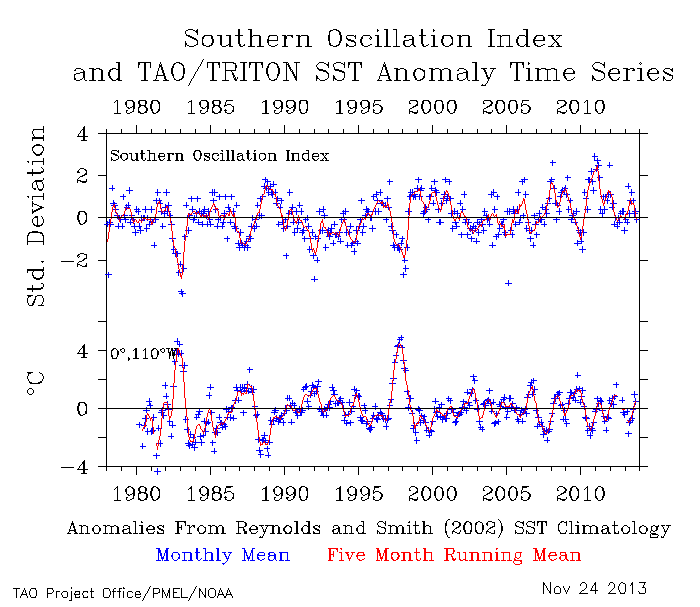 Southern Oscillation Index
and TAO/TRITON SST Anomaly Time Series
1980 1985 1990 1995 2000 2005 2010
Southern Oscillation Index
Std. Deviation
4
2
0
−2
0°,110°W
°C
4
0
−4
1980 1985 1990 1995 2000 2005 2010
Anomalies From Reynolds and Smith (2002) SST Climatology
Monthly Mean Five Month Running Mean
TAO Project Office/PMEL/NOAA
Nov 24 2013